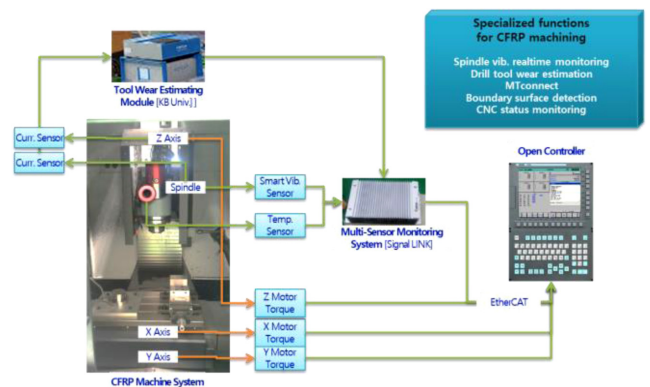 Specialized functions
for CFRP machining
Spindle vib. realtime monitoring
Drill tool wear estimation
MTconnect
Boundary surface detection
CNC status monitoring
Tool Wear Estimating
Module [KB Univ.] ]
Curr. Sensor
Z Axis
Curr. Sensor
Spindle
Smart Vib.
Sensor
Temp.
Sensor
Multi-Sensor Monitoring
System [Signal LINK]
Open Controller
Z Motor
Torque
EtherCAT
X Axis
X Motor
Torque
Y Axis
Y Motor
Torque
CFRP Machine System